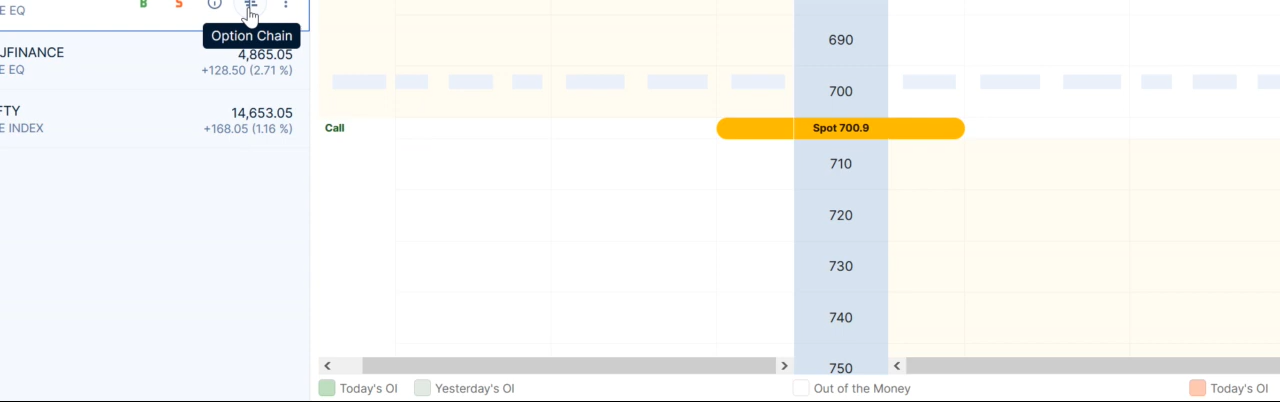 E EQ
B S
Option Chain
JFINANCE 4,865.05
E EQ +128.50 (2.71 %)
FTY 14,653.05
E INDEX +168.05 (1.16 %)
690
700
Call Spot 700.9
710
720
730
740
750
Today's OI Yesterday's OI Out of the Money Today's OI